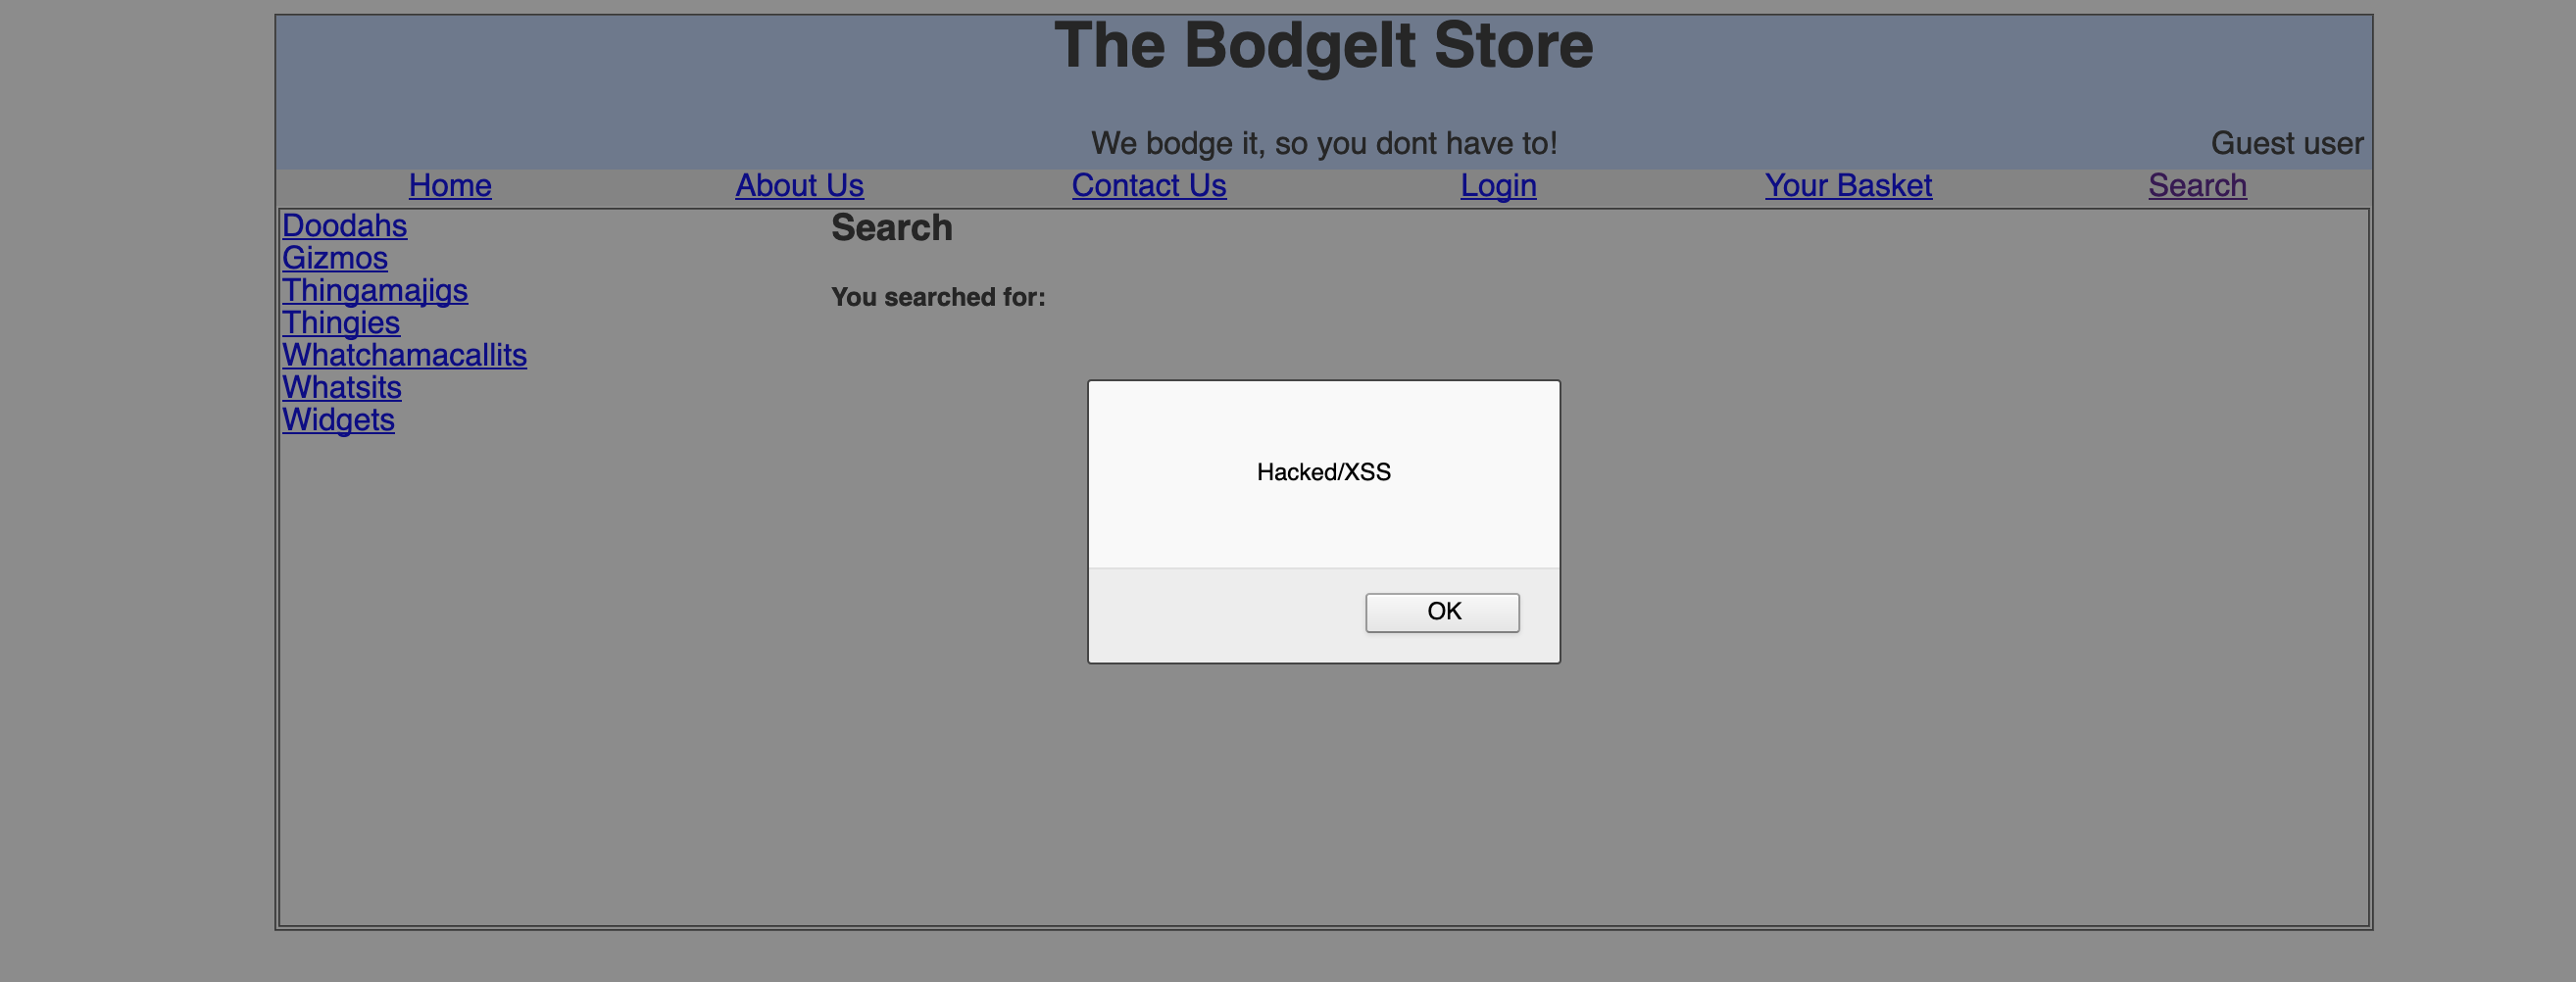 The BodgeIt Store
We bodge it, so you dont have to! Guest user
Home About Us Contact Us Login Your Basket Search
Doodahs
Gizmos
Thingamajigs
Thingies
Whatchamacallits
Whatsits
Widgets
Search
You searched for:
Hacked/XSS
OK